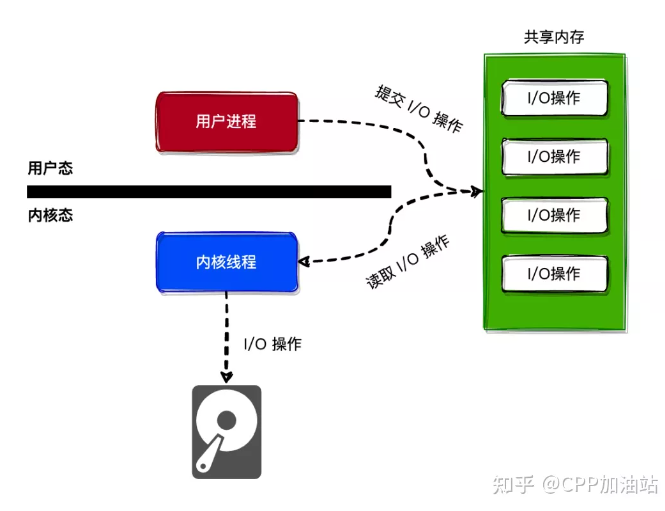 共享内存
I/O操作
用户进程
提交 I/O 操作
I/O操作
用户态
内核态
I/O操作
内核线程
读取 I/O 操作
I/O操作
I/O 操作
知乎 @CPP加油站